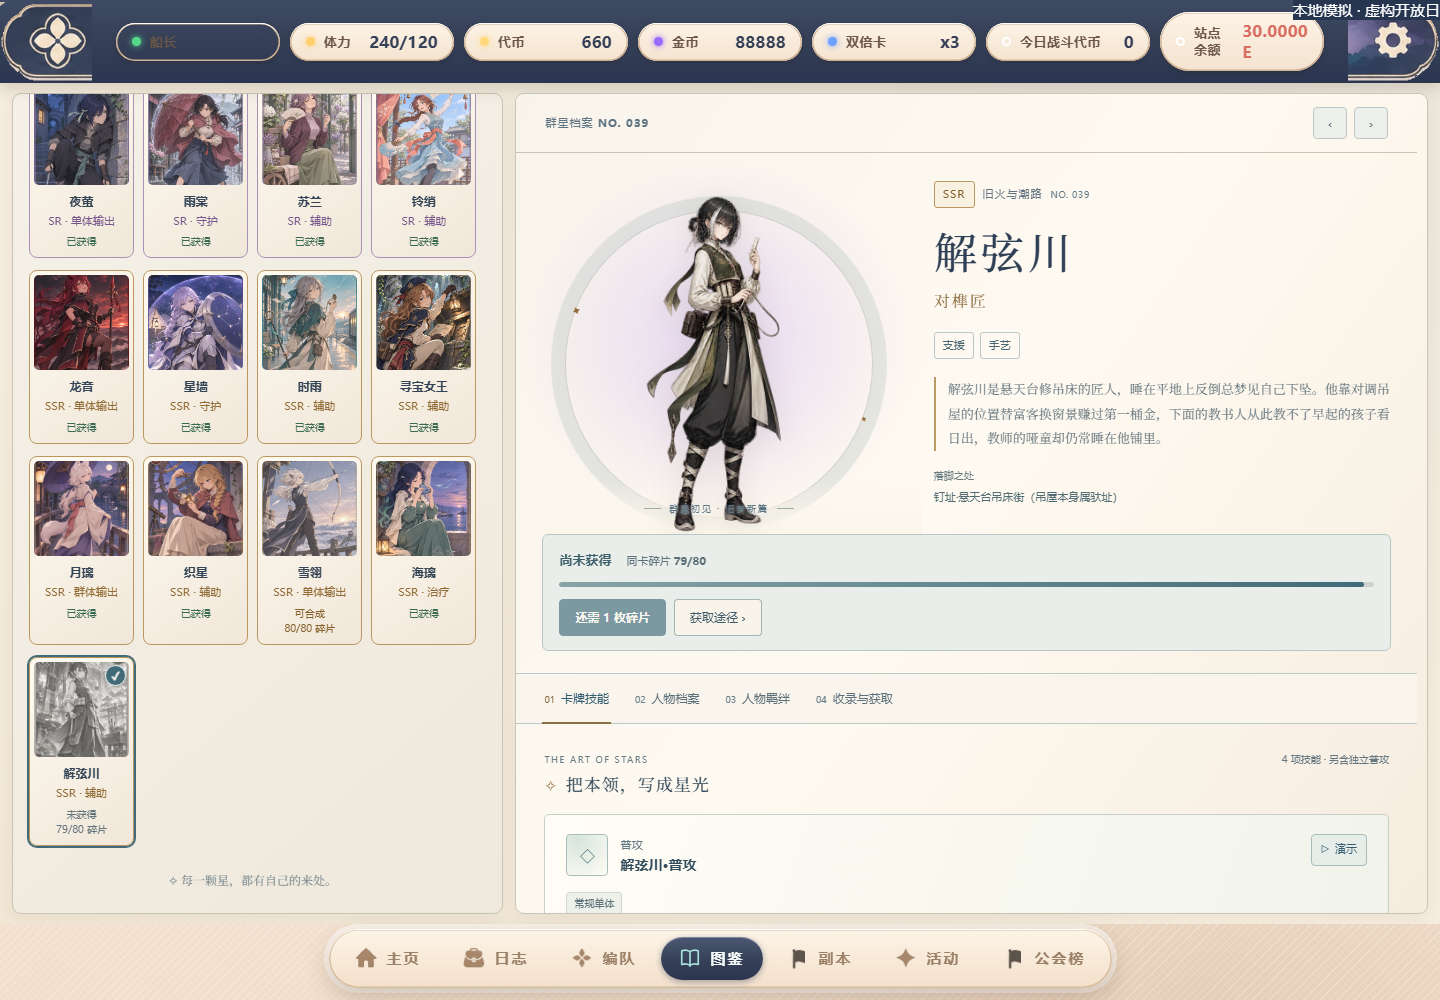 本地模拟 · 虚构开放日
船长
体力 240/120
代币 660
金币 88888
双倍卡 x3
今日战斗代币 0
站点余额 30.0000E
夜萤
SR · 单体输出
已获得
雨棠
SR · 守护
已获得
苏兰
SR · 辅助
已获得
铃绡
SR · 辅助
已获得
龙音
SSR · 单体输出
已获得
星墙
SSR · 守护
已获得
时雨
SSR · 辅助
已获得
寻宝女王
SSR · 辅助
已获得
月璃
SSR · 群体输出
已获得
织星
SSR · 辅助
已获得
雪翎
SSR · 单体输出
可合成
80/80 碎片
海璃
SSR · 治疗
已获得
解弦川
SSR · 辅助
未获得
79/80 碎片
✧ 每一颗星，都有自己的来处。
群星档案 NO. 039
‹ ›
SSR 旧火与潮路 NO. 039
解弦川
对榫匠
支援 手艺
解弦川是悬天台修吊床的匠人，睡在平地上反倒总梦见自己下坠。他靠对调吊
屋的位置替富客换窗景赚过第一桶金，下面的教书人从此教不了早起的孩子看
日出，教师的哑童却仍常睡在他铺里。
落脚之处
钉址·悬天台吊床街（吊屋本身属驮址）
初见 · 新篇
尚未获得 同卡碎片 79/80
还需 1 枚碎片 获取途径 ›
01 卡牌技能 02 人物档案 03 人物羁绊 04 收录与获取
THE ART OF STARS
✧ 把本领，写成星光
4 项技能 · 另含独立普攻
普攻
解弦川•普攻
▷ 演示
常规单体
主页 日志 编队 图鉴 副本 活动 公会榜